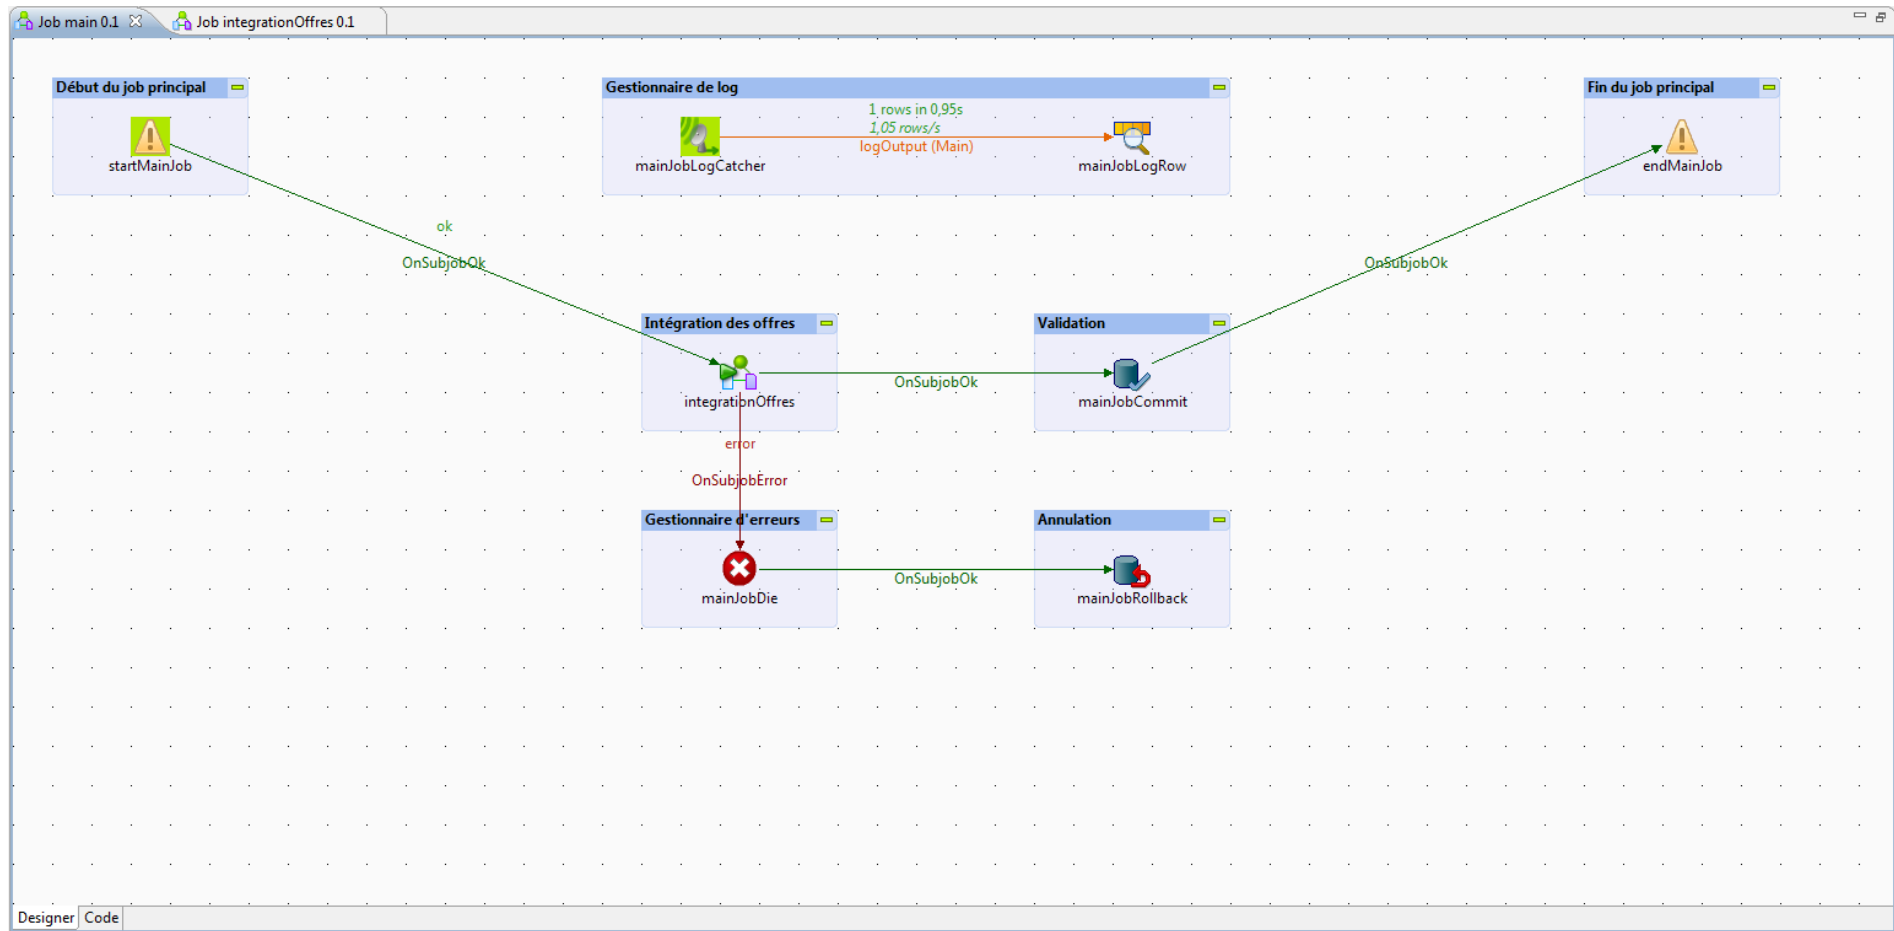 Job main 0.1
Job integrationOffres 0.1
Début du job principal
Gestionnaire de log
Fin du job principal
1 rows in 0,95s
1,05 rows/s
logOutput (Main)
startMainJob
mainJobLogCatcher
mainJobLogRow
endMainJob
ok
OnSubjobOk
OnSubjobOk
Intégration des offres
Validation
OnSubjobOk
integrationOffres
mainJobCommit
error
OnSubjobError
Gestionnaire d'erreurs
Annulation
OnSubjobOk
mainJobDie
mainJobRollback
Designer
Code